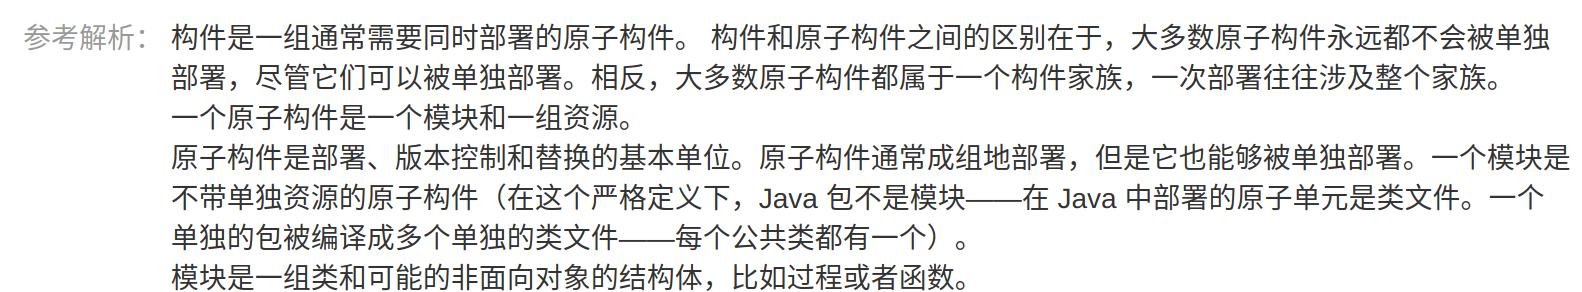 参考解析： 构件是一组通常需要同时部署的原子构件。 构件和原子构件之间的区别在于，大多数原子构件永远都不会被单独
部署，尽管它们可以被单独部署。相反，大多数原子构件都属于一个构件家族，一次部署往往涉及整个家族。
一个原子构件是一个模块和一组资源。
原子构件是部署、版本控制和替换的基本单位。原子构件通常成组地部署，但是它也能够被单独部署。一个模块是
不带单独资源的原子构件（在这个严格定义下，Java 包不是模块——在 Java 中部署的原子单元是类文件。一个
单独的包被编译成多个单独的类文件——每个公共类都有一个）。
模块是一组类和可能的非面向对象的结构体，比如过程或者函数。